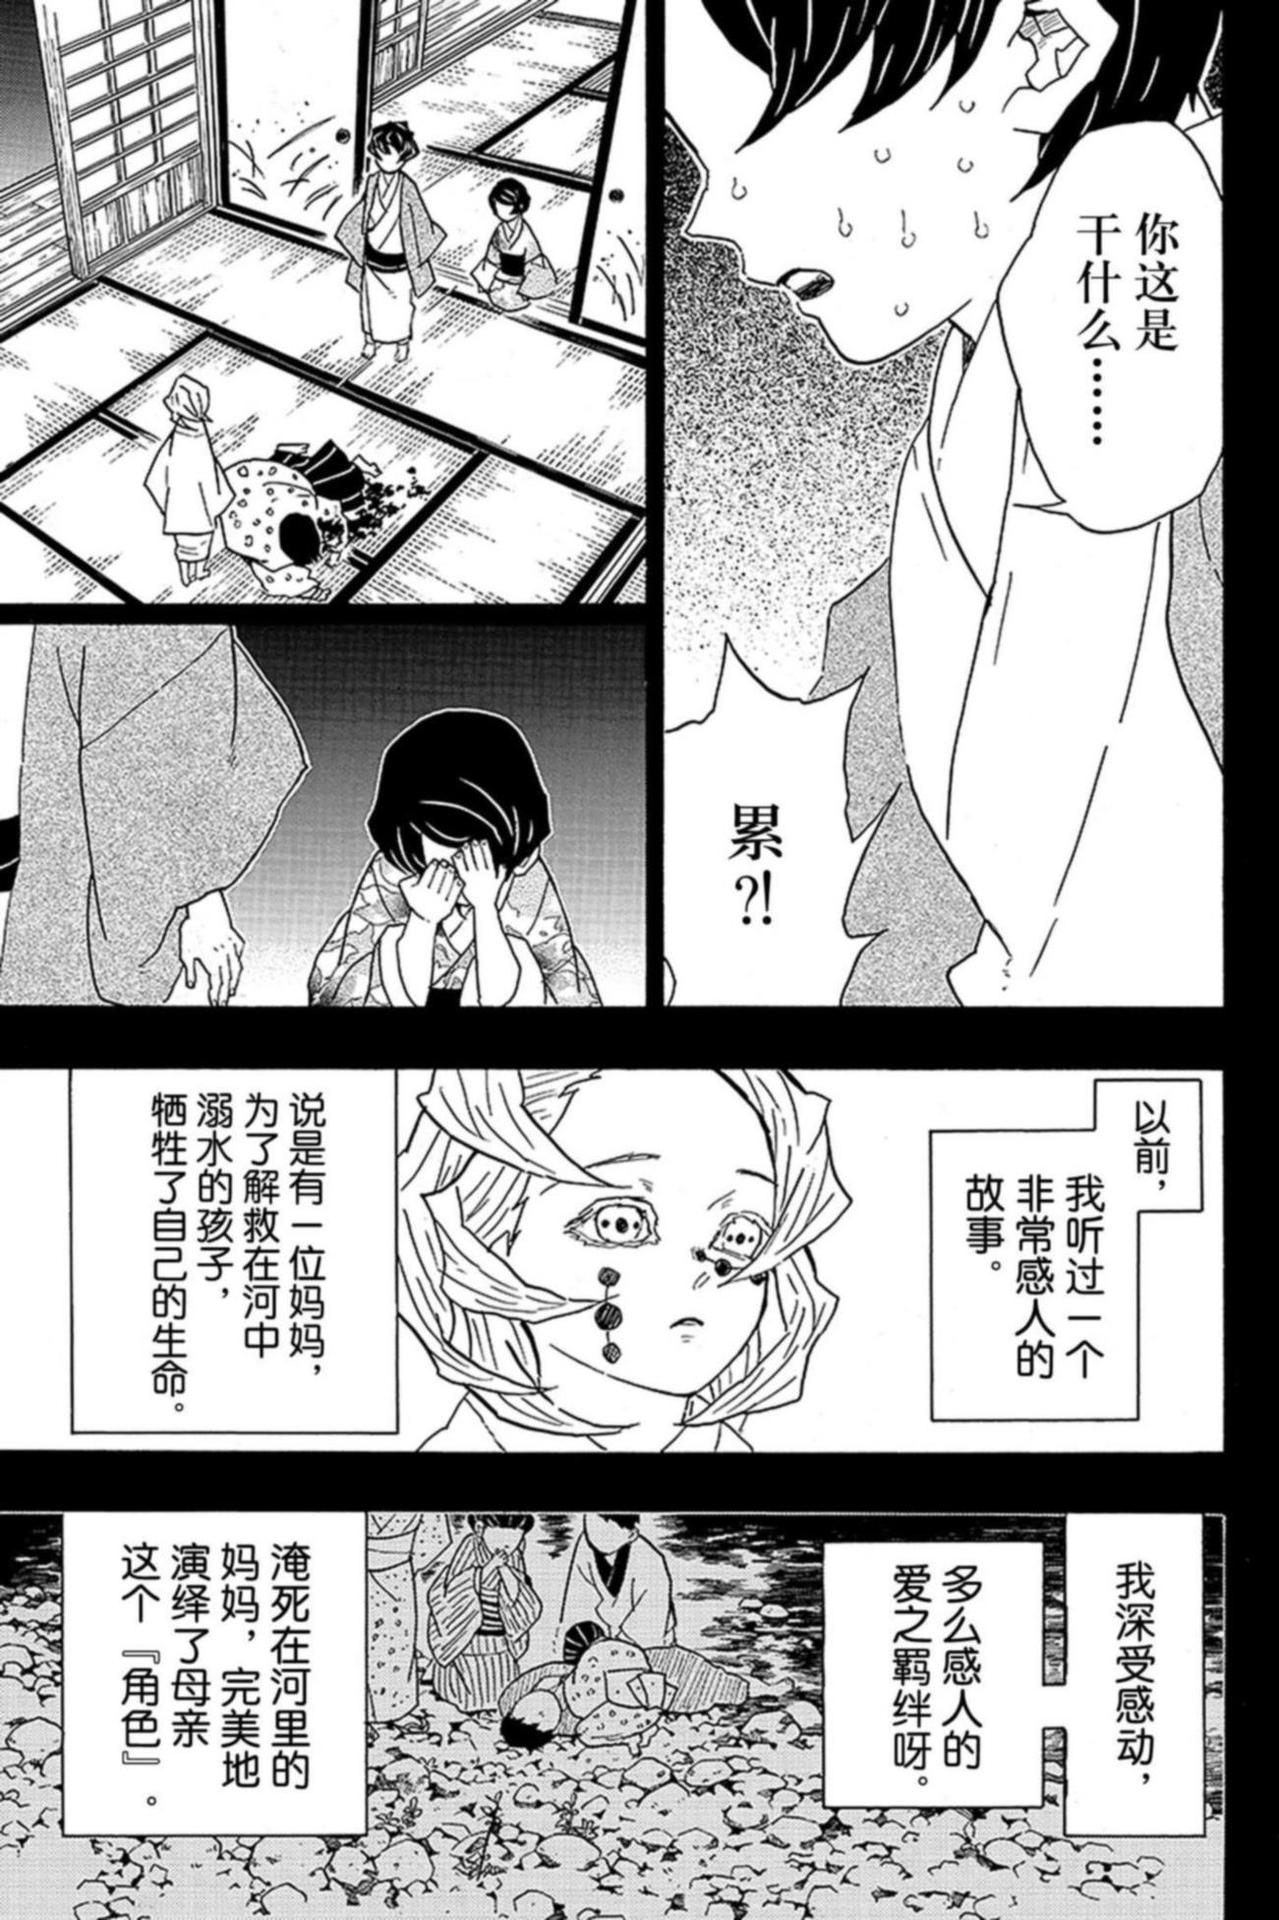 你这是
干什么……
累?!
以前，
我听过一个
非常感人的
故事。
说是有一位妈妈，
为了解救在河中
溺水的孩子，
牺牲了自己的生命。
我深受感动，
多么感人的
爱之羁绊呀。
淹死在河里的
妈妈，完美地
演绎了母亲
这个『角色』。